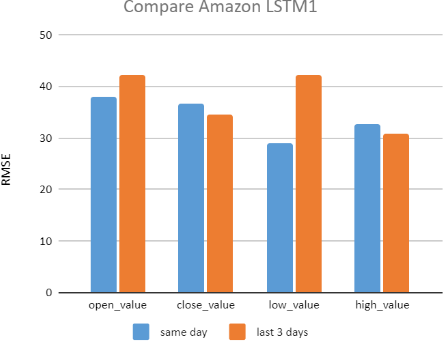 Compare Amazon LSTM1
50
40
30
20
10
0
RMSE
open_value close_value low_value high_value
same day last 3 days